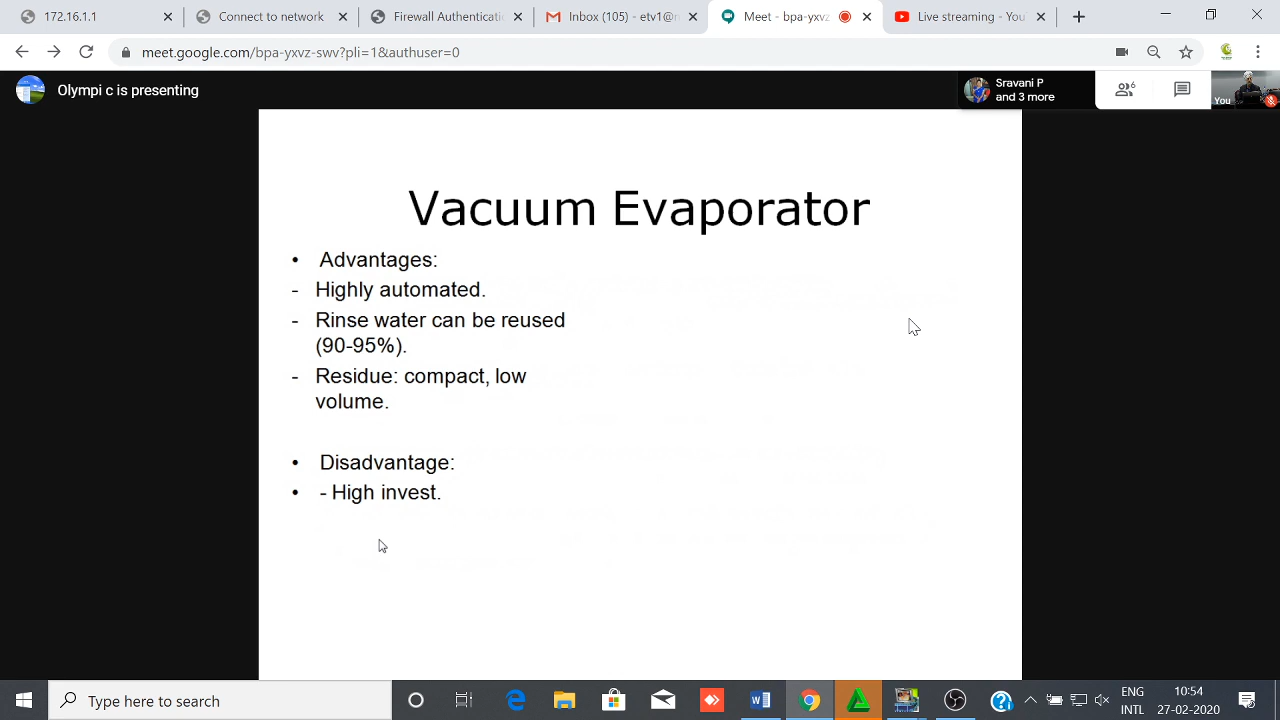 172.16.1.1
Connect to network
Firewall Authenticati
Inbox (105) - etv1@n
Meet - bpa-yxvz
Live streaming - You
meet.google.com/bpa-yxvz-swv?pli=1&authuser=0
Olympi c is presenting
Sravani P
and 3 more
6
You
Vacuum Evaporator
• Advantages:
- Highly automated.
- Rinse water can be reused
(90-95%).
- Residue: compact, low
volume.
• Disadvantage:
• - High invest.
Type here to search
ENG
INTL
10:54
27-02-2020